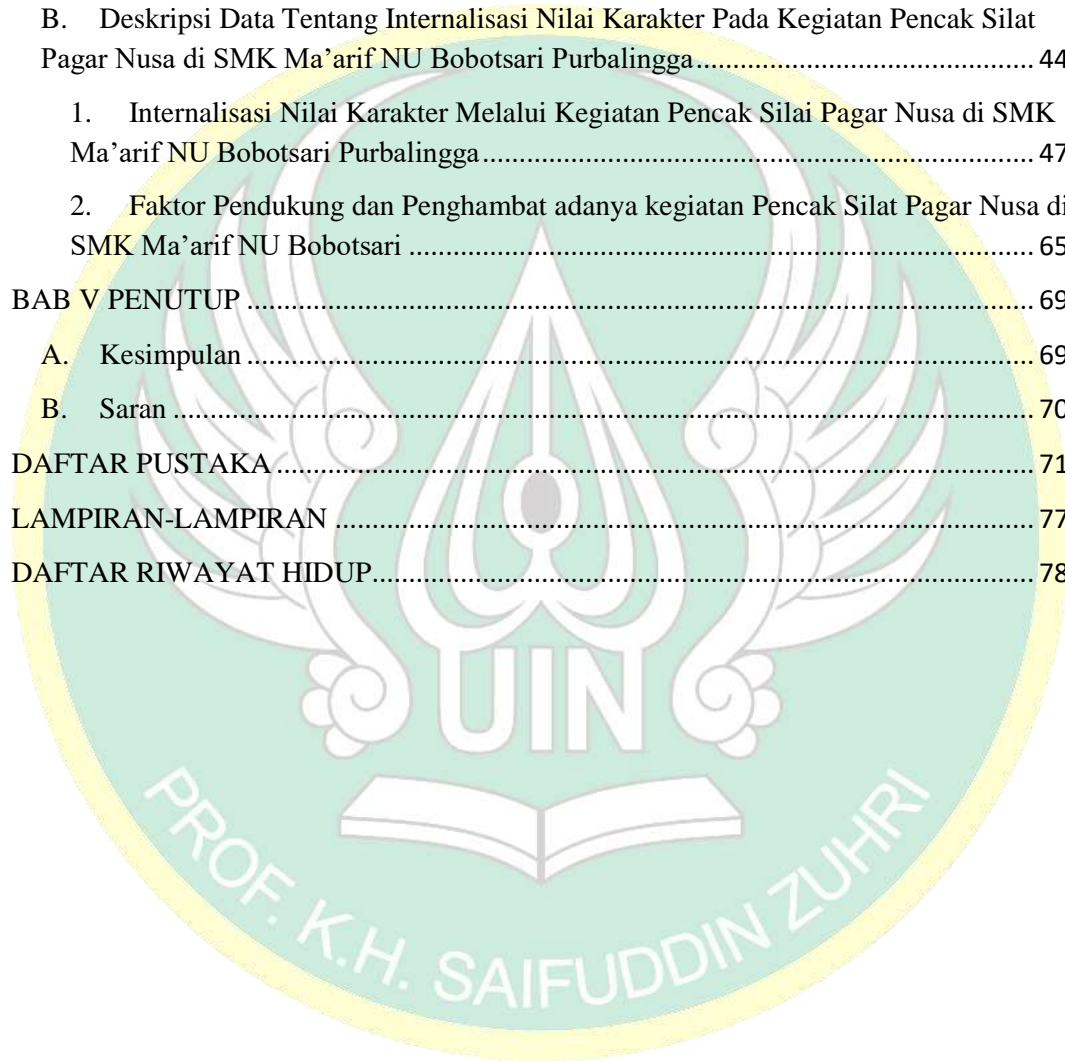 B. Deskripsi Data Tentang Internalisasi Nilai Karakter Pada Kegiatan Pencak Silat
Pagar Nusa di SMK Ma’arif NU Bobotsari Purbalingga.......................................... 44
1. Internalisasi Nilai Karakter Melalui Kegiatan Pencak Silai Pagar Nusa di SMK
Ma’arif NU Bobotsari Purbalingga.......................................... 47
2. Faktor Pendukung dan Penghambat adanya kegiatan Pencak Silat Pagar Nusa di
SMK Ma’arif NU Bobotsari .......................................... 65
BAB V PENUTUP .......................................... 69
A. Kesimpulan .......................................... 69
B. Saran .......................................... 70
DAFTAR PUSTAKA .......................................... 71
LAMPIRAN-LAMPIRAN .......................................... 77
DAFTAR RIWAYAT HIDUP.......................................... 78
UIN
PROF. K.H. SAIFUDDIN ZUHRI